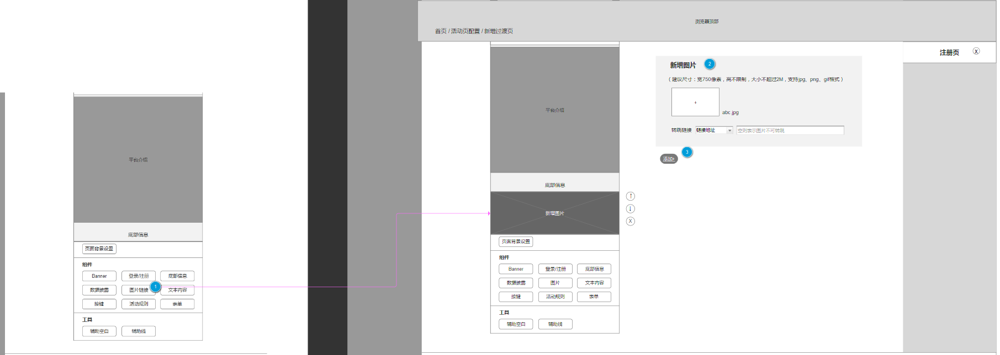 平台介绍
底部信息
页面背景设置
组件
Banner
登录/注册
底部信息
数据披露
图片链接
1
文本内容
按键
活动规则
表单
工具
辅助空白
辅助线
浏览器顶部
首页 / 活动页配置 / 新增过渡页
注册页
X
平台介绍
底部信息
新增图片
↑
↓
X
页面背景设置
组件
Banner
登录/注册
底部信息
数据披露
图片
文本内容
按键
活动规则
表单
工具
辅助空白
辅助线
新增图片
2
(建议尺寸：宽750像素，高不限制，大小不超过2M，支持jpg、png、gif格式)
+
abc.jpg
转跳链接
链接地址
空则表示图片不可转跳
3
添加+